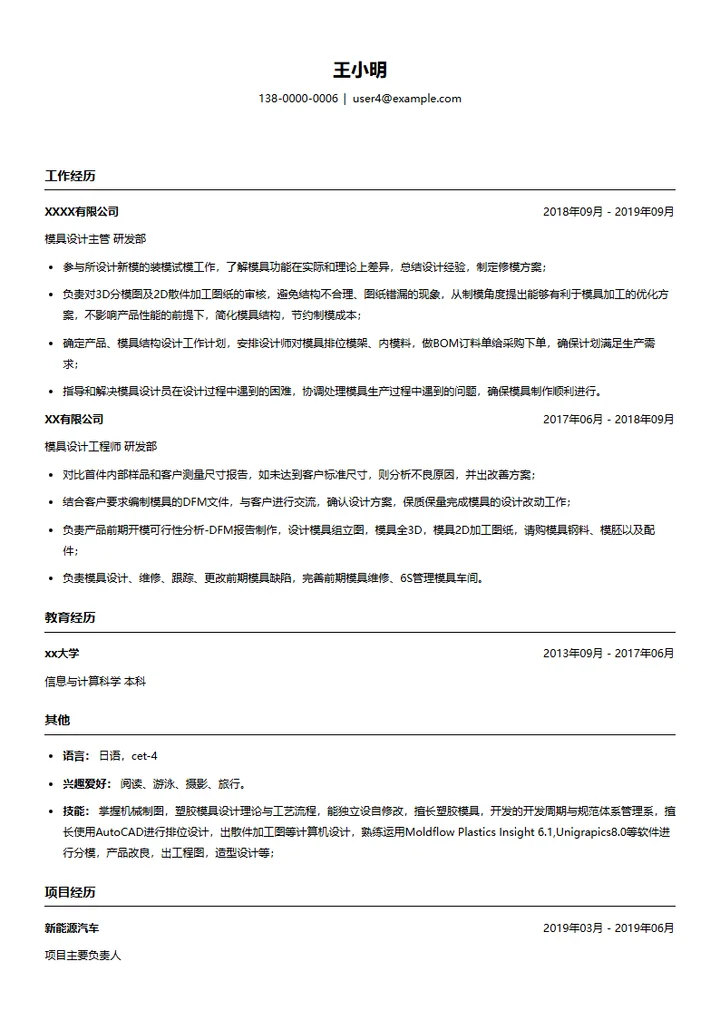 王小明
138-0000-0006 | user4@example.com
工作经历
XXXX有限公司 2018年09月 - 2019年09月
模具设计主管 研发部
• 参与所设计新模的装模试模工作，了解模具功能在实际和理论上差异，总结设计经验，制定修模方案；
• 负责对3D分模图及2D散件加工图纸的审核，避免结构不合理、图纸错漏的现象，从制模角度提出能够有利于模具加工的优化方
案，不影响产品性能的前提下，简化模具结构，节约制模成本；
• 确定产品、模具结构设计工作计划，安排设计师对模具排位模架、内模料，做BOM订料单给采购下单，确保计划满足生产需
求；
• 指导和解决模具设计员在设计过程中遇到的困难，协调处理模具生产过程中遇到的问题，确保模具制作顺利进行。
XX有限公司 2017年06月 - 2018年09月
模具设计工程师 研发部
• 对比首件内部样品和客户测量尺寸报告，如未达到客户标准尺寸，则分析不良原因，并出改善方案；
• 结合客户要求编制模具的DFM文件，与客户进行交流，确认设计方案，保质保量完成模具的设计改动工作；
• 负责产品前期开模可行性分析-DFM报告制作，设计模具组立图，模具全3D，模具2D加工图纸，请购模具钢料、模胚以及配
件；
• 负责模具设计、维修、跟踪、更改前期模具缺陷，完善前期模具维修、6S管理模具车间。
教育经历
xx大学 2013年09月 - 2017年06月
信息与计算科学 本科
其他
• 语言： 日语，cet-4
• 兴趣爱好： 阅读、游泳、摄影、旅行。
• 技能： 掌握机械制图，塑胶模具设计理论与工艺流程，能独立设自修改，擅长塑胶模具，开发的开发周期与规范体系管理系，擅
长使用AutoCAD进行排位设计，出散件加工图等计算机设计，熟练运用Moldflow Plastics Insight 6.1,Unigrapics8.0等软件进
行分模，产品改良，出工程图，造型设计等；
项目经历
新能源汽车 2019年03月 - 2019年06月
项目主要负责人